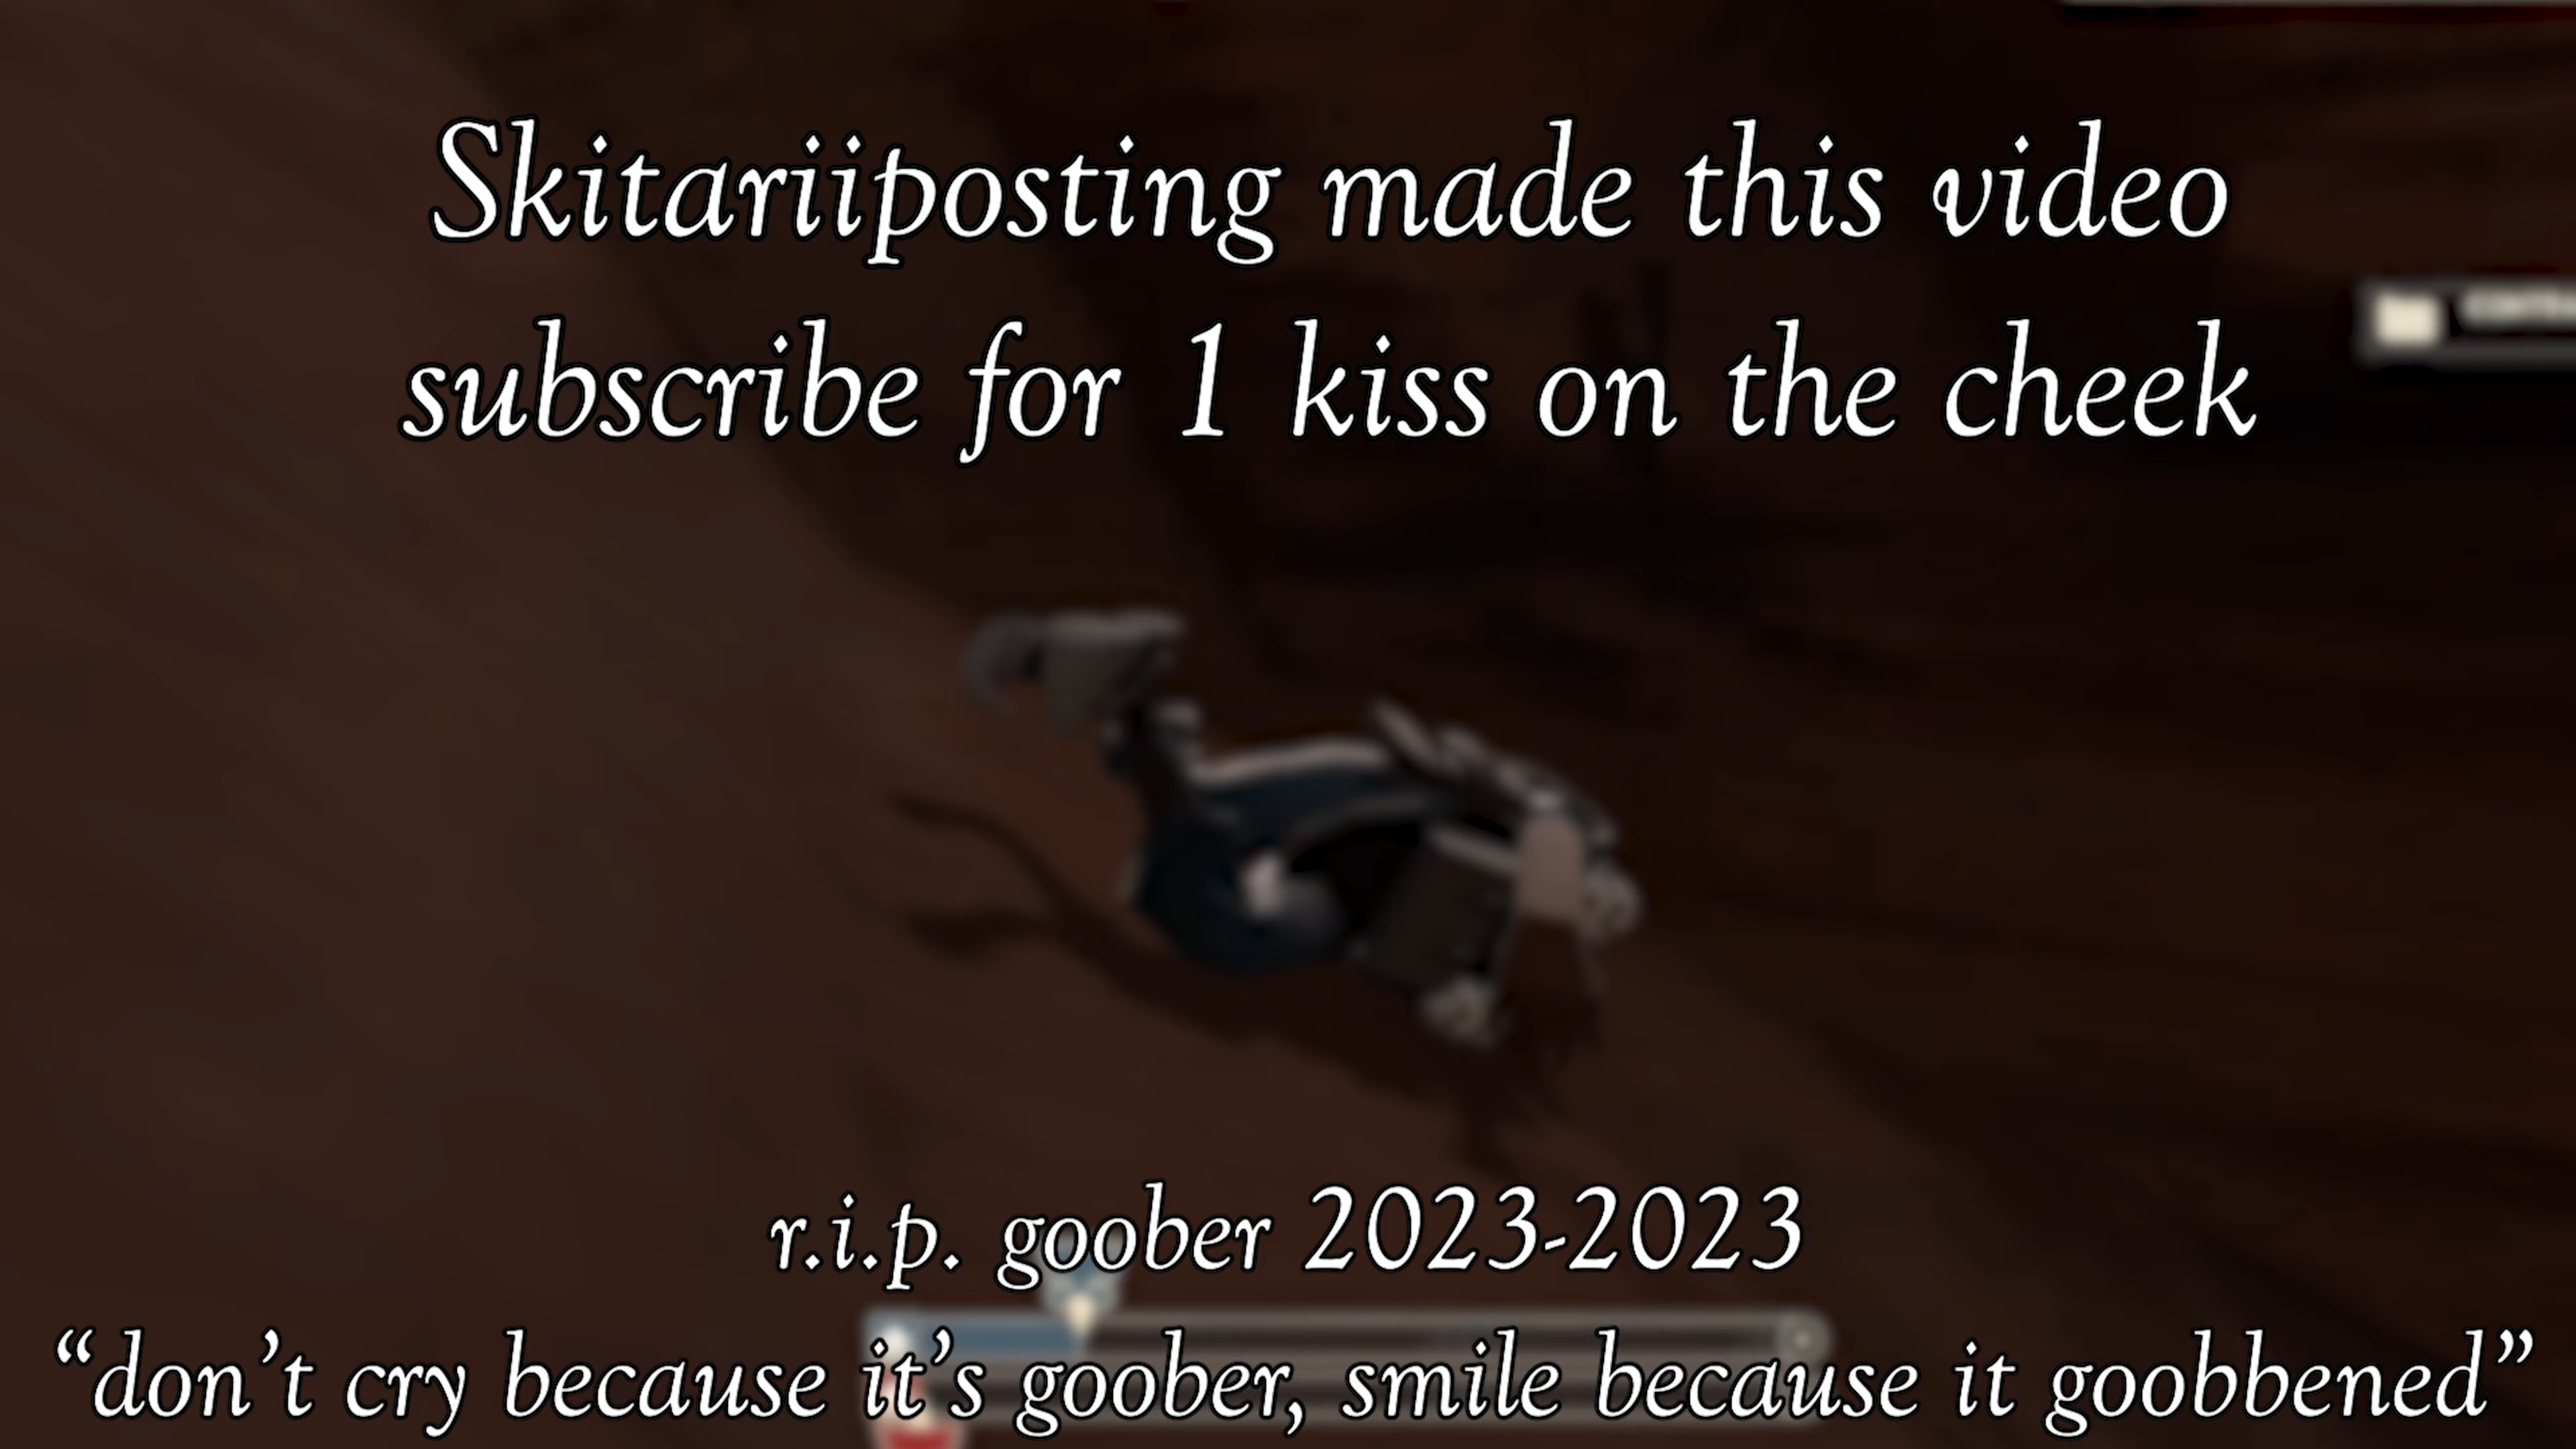 Skitariiposting made this video
subscribe for 1 kiss on the cheek
r.i.p. goober 2023-2023
“don’t cry because it’s goober, smile because it goobbened”